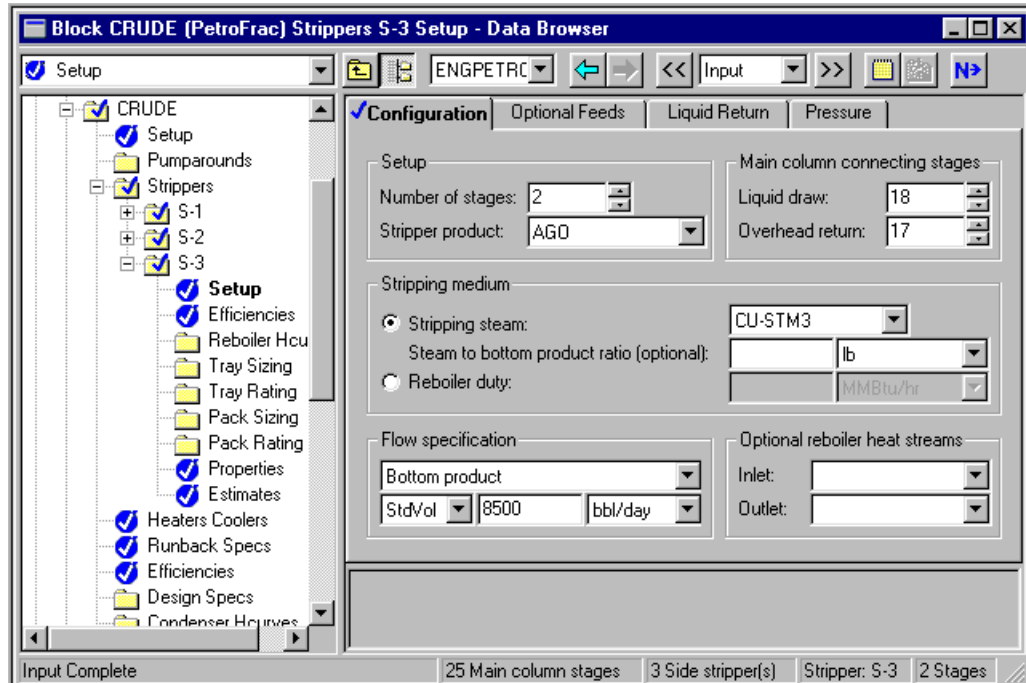 Block CRUDE (PetroFrac) Strippers S-3 Setup - Data Browser
Setup ENGPETRO << Input >> N>
CRUDE
Setup
Pumparounds
Strippers
S-1
S-2
S-3
Setup
Efficiencies
Reboiler Hcu
Tray Sizing
Tray Rating
Pack Sizing
Pack Rating
Properties
Estimates
Heaters Coolers
Runback Specs
Efficiencies
Design Specs
Condenser Hcurves
Configuration Optional Feeds Liquid Return Pressure
Setup
Number of stages: 2
Stripper product: AGO
Main column connecting stages
Liquid draw: 18
Overhead return: 17
Stripping medium
Stripping steam: CU-STM3
Steam to bottom product ratio (optional): lb
Reboiler duty: MMBtu/hr
Flow specification
Bottom product
StdVol 8500 bbl/day
Optional reboiler heat streams
Inlet:
Outlet:
Input Complete 25 Main column stages 3 Side stripper(s) Stripper: S-3 2 Stages